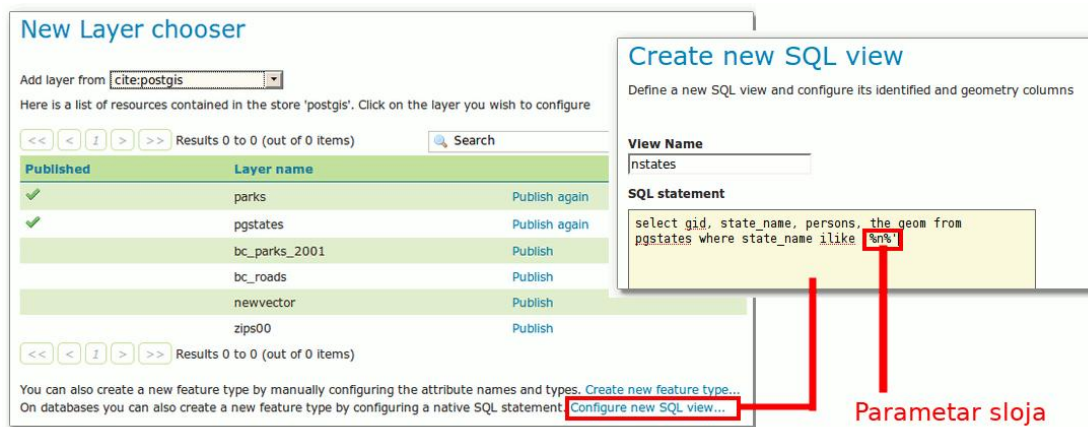 New Layer chooser
Add layer from cite:postgis
Here is a list of resources contained in the store 'postgis'. Click on the layer you wish to configure
<< < 1 > >> Results 0 to 0 (out of 0 items) Search
Published Layer name
parks Publish again
pgstates Publish again
bc_parks_2001 Publish
bc_roads Publish
newvector Publish
zips00 Publish
<< < 1 > >> Results 0 to 0 (out of 0 items)
You can also create a new feature type by manually configuring the attribute names and types. Create new feature type...
On databases you can also create a new feature type by configuring a native SQL statement. Configure new SQL view...
Create new SQL view
Define a new SQL view and configure its identified and geometry columns
View Name
nstates
SQL statement
select gid, state_name, persons, the_geom from
pgstates where state_name ilike '%n%'
Parametar sloja